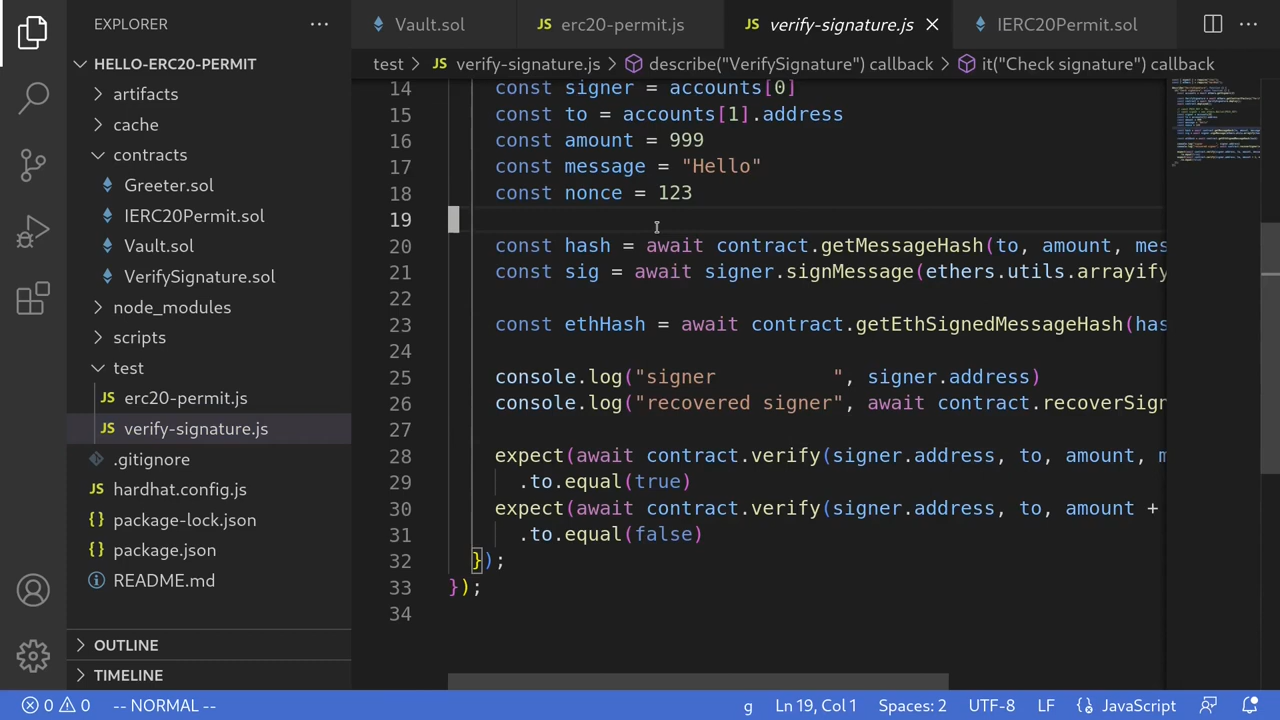 EXPLORER
HELLO-ERC20-PERMIT
artifacts
cache
contracts
Greeter.sol
IERC20Permit.sol
Vault.sol
VerifySignature.sol
node_modules
scripts
test
JS erc20-permit.js
JS verify-signature.js
.gitignore
JS hardhat.config.js
{} package-lock.json
{} package.json
README.md
OUTLINE
TIMELINE
Vault.sol
JS erc20-permit.js
JS verify-signature.js
IERC20Permit.sol
test > JS verify-signature.js > describe("VerifySignature") callback > it("Check signature") callback
14 const signer = accounts[0]
15 const to = accounts[1].address
16 const amount = 999
17 const message = "Hello"
18 const nonce = 123
19
20 const hash = await contract.getMessageHash(to, amount, mes
21 const sig = await signer.signMessage(ethers.utils.arrayify
22
23 const ethHash = await contract.getEthSignedMessageHash(has
24
25 console.log("signer          ", signer.address)
26 console.log("recovered signer", await contract.recoverSign
27
28 expect(await contract.verify(signer.address, to, amount, m
29 .to.equal(true)
30 expect(await contract.verify(signer.address, to, amount +
31 .to.equal(false)
32 });
33 });
34
0 0 -- NORMAL -- g Ln 19, Col 1 Spaces: 2 UTF-8 LF {} JavaScript